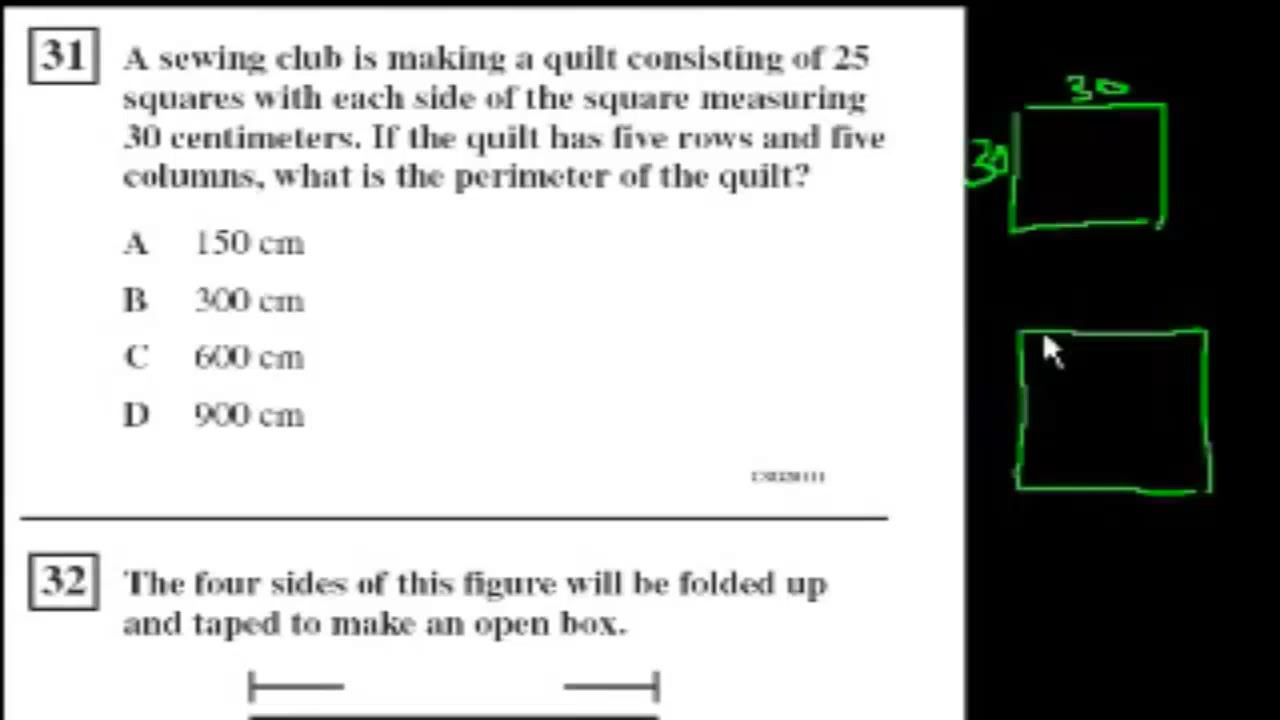 31
A sewing club is making a quilt consisting of 25
squares with each side of the square measuring
30 centimeters. If the quilt has five rows and five
columns, what is the perimeter of the quilt?
A 150 cm
B 300 cm
C 600 cm
D 900 cm
32
The four sides of this figure will be folded up
and taped to make an open box.
30
30